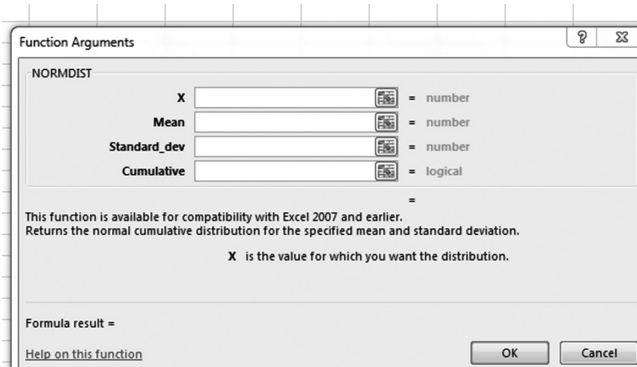 Function Arguments
NORMDIST
X = number
Mean = number
Standard_dev = number
Cumulative = logical
=
This function is available for compatibility with Excel 2007 and earlier.
Returns the normal cumulative distribution for the specified mean and standard deviation.
X is the value for which you want the distribution.
Formula result =
Help on this function OK Cancel